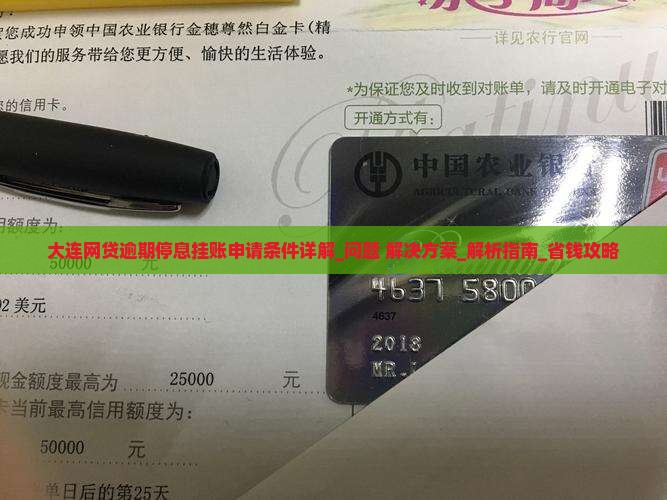 您成功申领中国农业银行金穗尊然白金卡(精
愿我们的服务带给您更方便、愉快的生活体验。
详见农行官网
*为保证您及时收到对账单，请及时开通电子对
的信用卡。
开通方式有：
中国农业银行
AGRICULTURAL BANK OF
用额度为：
大连网贷逾期停息挂账申请条件详解_问题 解决方案_解析指南_省钱攻略
4637 5800
92 美元
4637
2018
MR.
现金额度最高为 25000 元
卡当前最高信用额度为：
50000 元
单日后的第25天